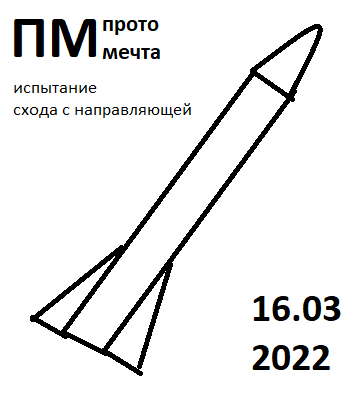 ПМ прото
мечта
испытание
схода с направляющей
16.03
2022